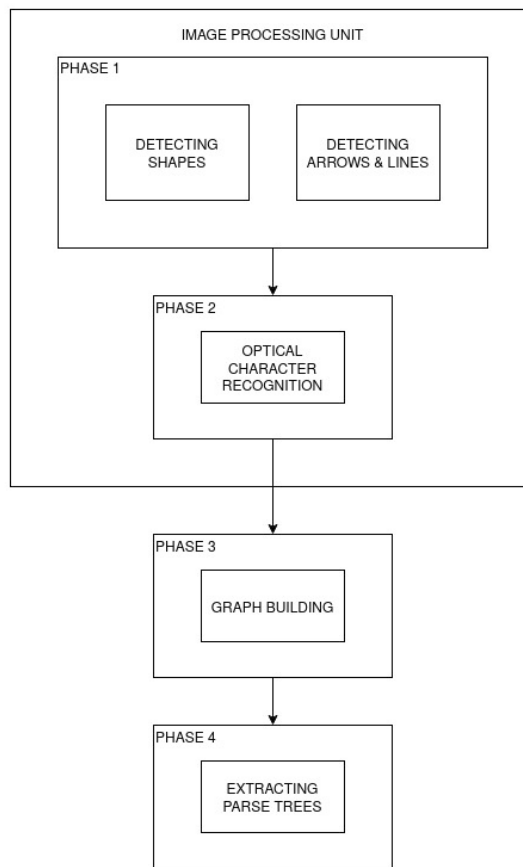 IMAGE PROCESSING UNIT
PHASE 1
DETECTING
SHAPES
DETECTING
ARROWS & LINES
PHASE 2
OPTICAL
CHARACTER
RECOGNITION
PHASE 3
GRAPH BUILDING
PHASE 4
EXTRACTING
PARSE TREES